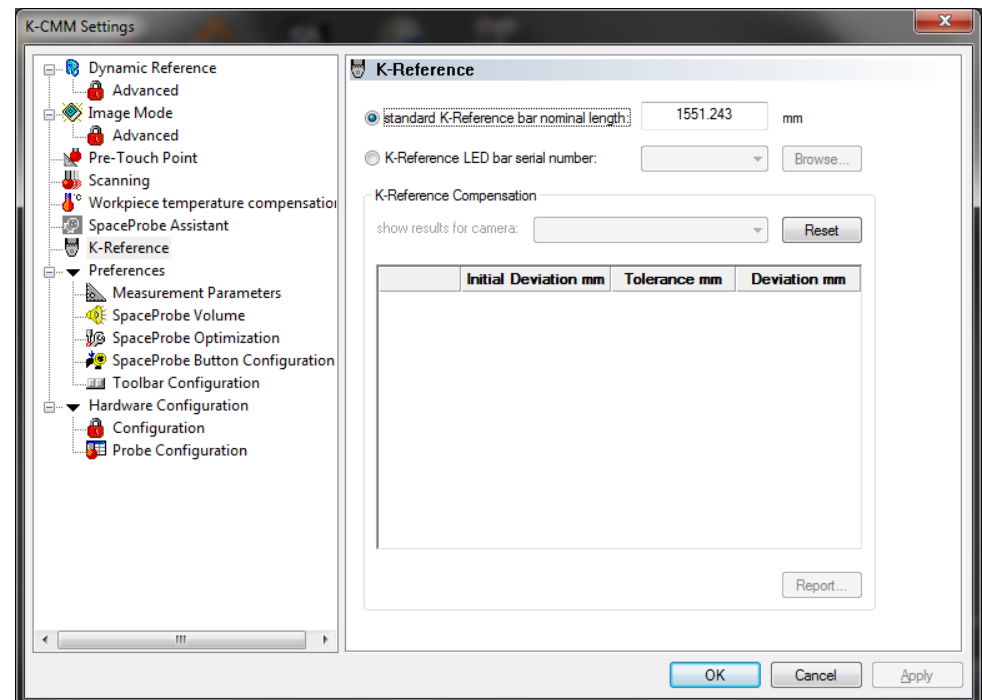 K-CMM Settings
Dynamic Reference
Advanced
Image Mode
Advanced
Pre-Touch Point
Scanning
Workpiece temperature compensation
SpaceProbe Assistant
K-Reference
Preferences
Measurement Parameters
SpaceProbe Volume
SpaceProbe Optimization
SpaceProbe Button Configuration
Toolbar Configuration
Hardware Configuration
Configuration
Probe Configuration
K-Reference
standard K-Reference bar nominal length: 1551.243 mm
K-Reference LED bar serial number: Browse...
K-Reference Compensation
show results for camera: Reset
Initial Deviation mm Tolerance mm Deviation mm
Report...
OK Cancel Apply